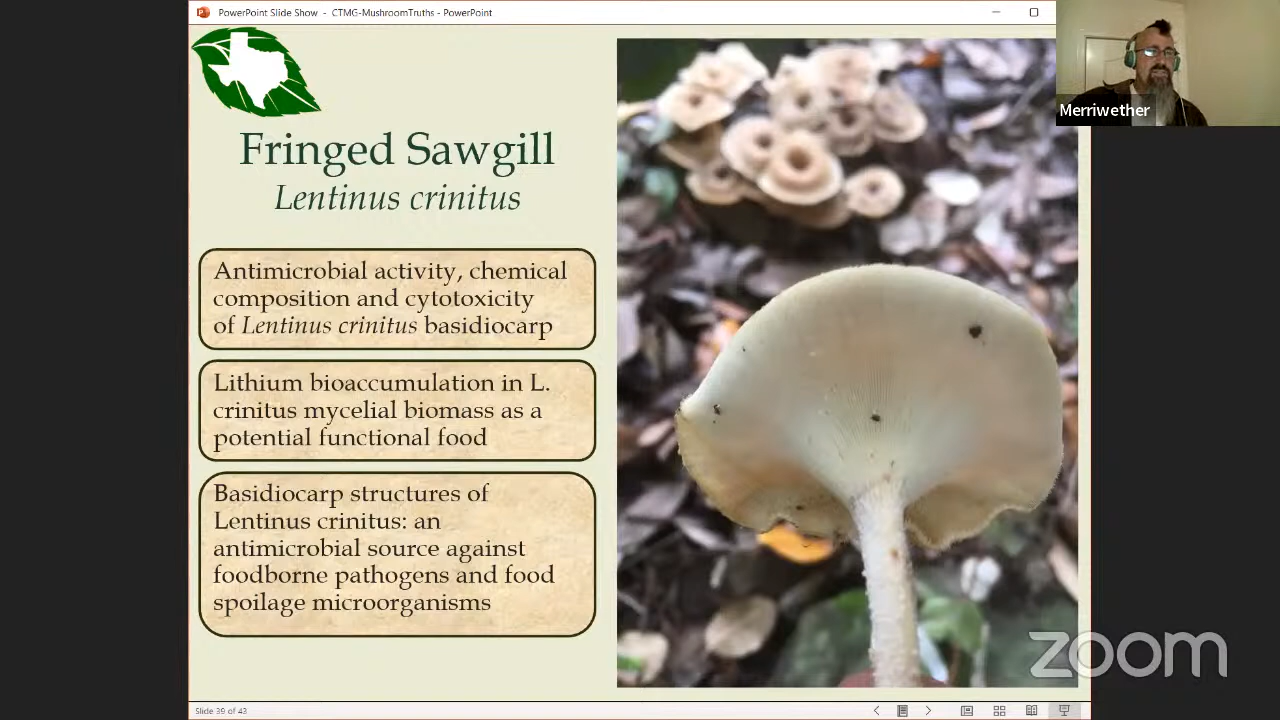 PowerPoint Slide Show - CTMG-MushroomTruths - PowerPoint
Merriwether
Fringed Sawgill
Lentinus crinitus
Antimicrobial activity, chemical
composition and cytotoxicity
of Lentinus crinitus basidiocarp
Lithium bioaccumulation in L.
crinitus mycelial biomass as a
potential functional food
Basidiocarp structures of
Lentinus crinitus: an
antimicrobial source against
foodborne pathogens and food
spoilage microorganisms
zoom
Slide 39 of 43